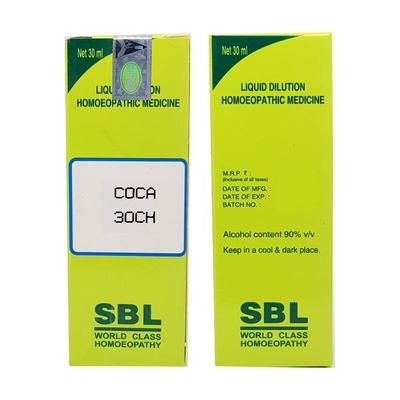 Net 30 ml
LIQUID DILUTION
HOMOEOPATHIC MEDICINE
COCA
30CH
SBL
WORLD CLASS
HOMOEOPATHY
Net 30 ml
LIQUID DILUTION
HOMOEOPATHIC MEDICINE
M.R.P. ₹ :
(Inclusive of all taxes)
DATE OF MFG. :
DATE OF EXP. :
BATCH NO. :
Alcohol content 90% v/v
Keep in a cool & dark place.
SBL
WORLD CLASS
HOMOEOPATHY